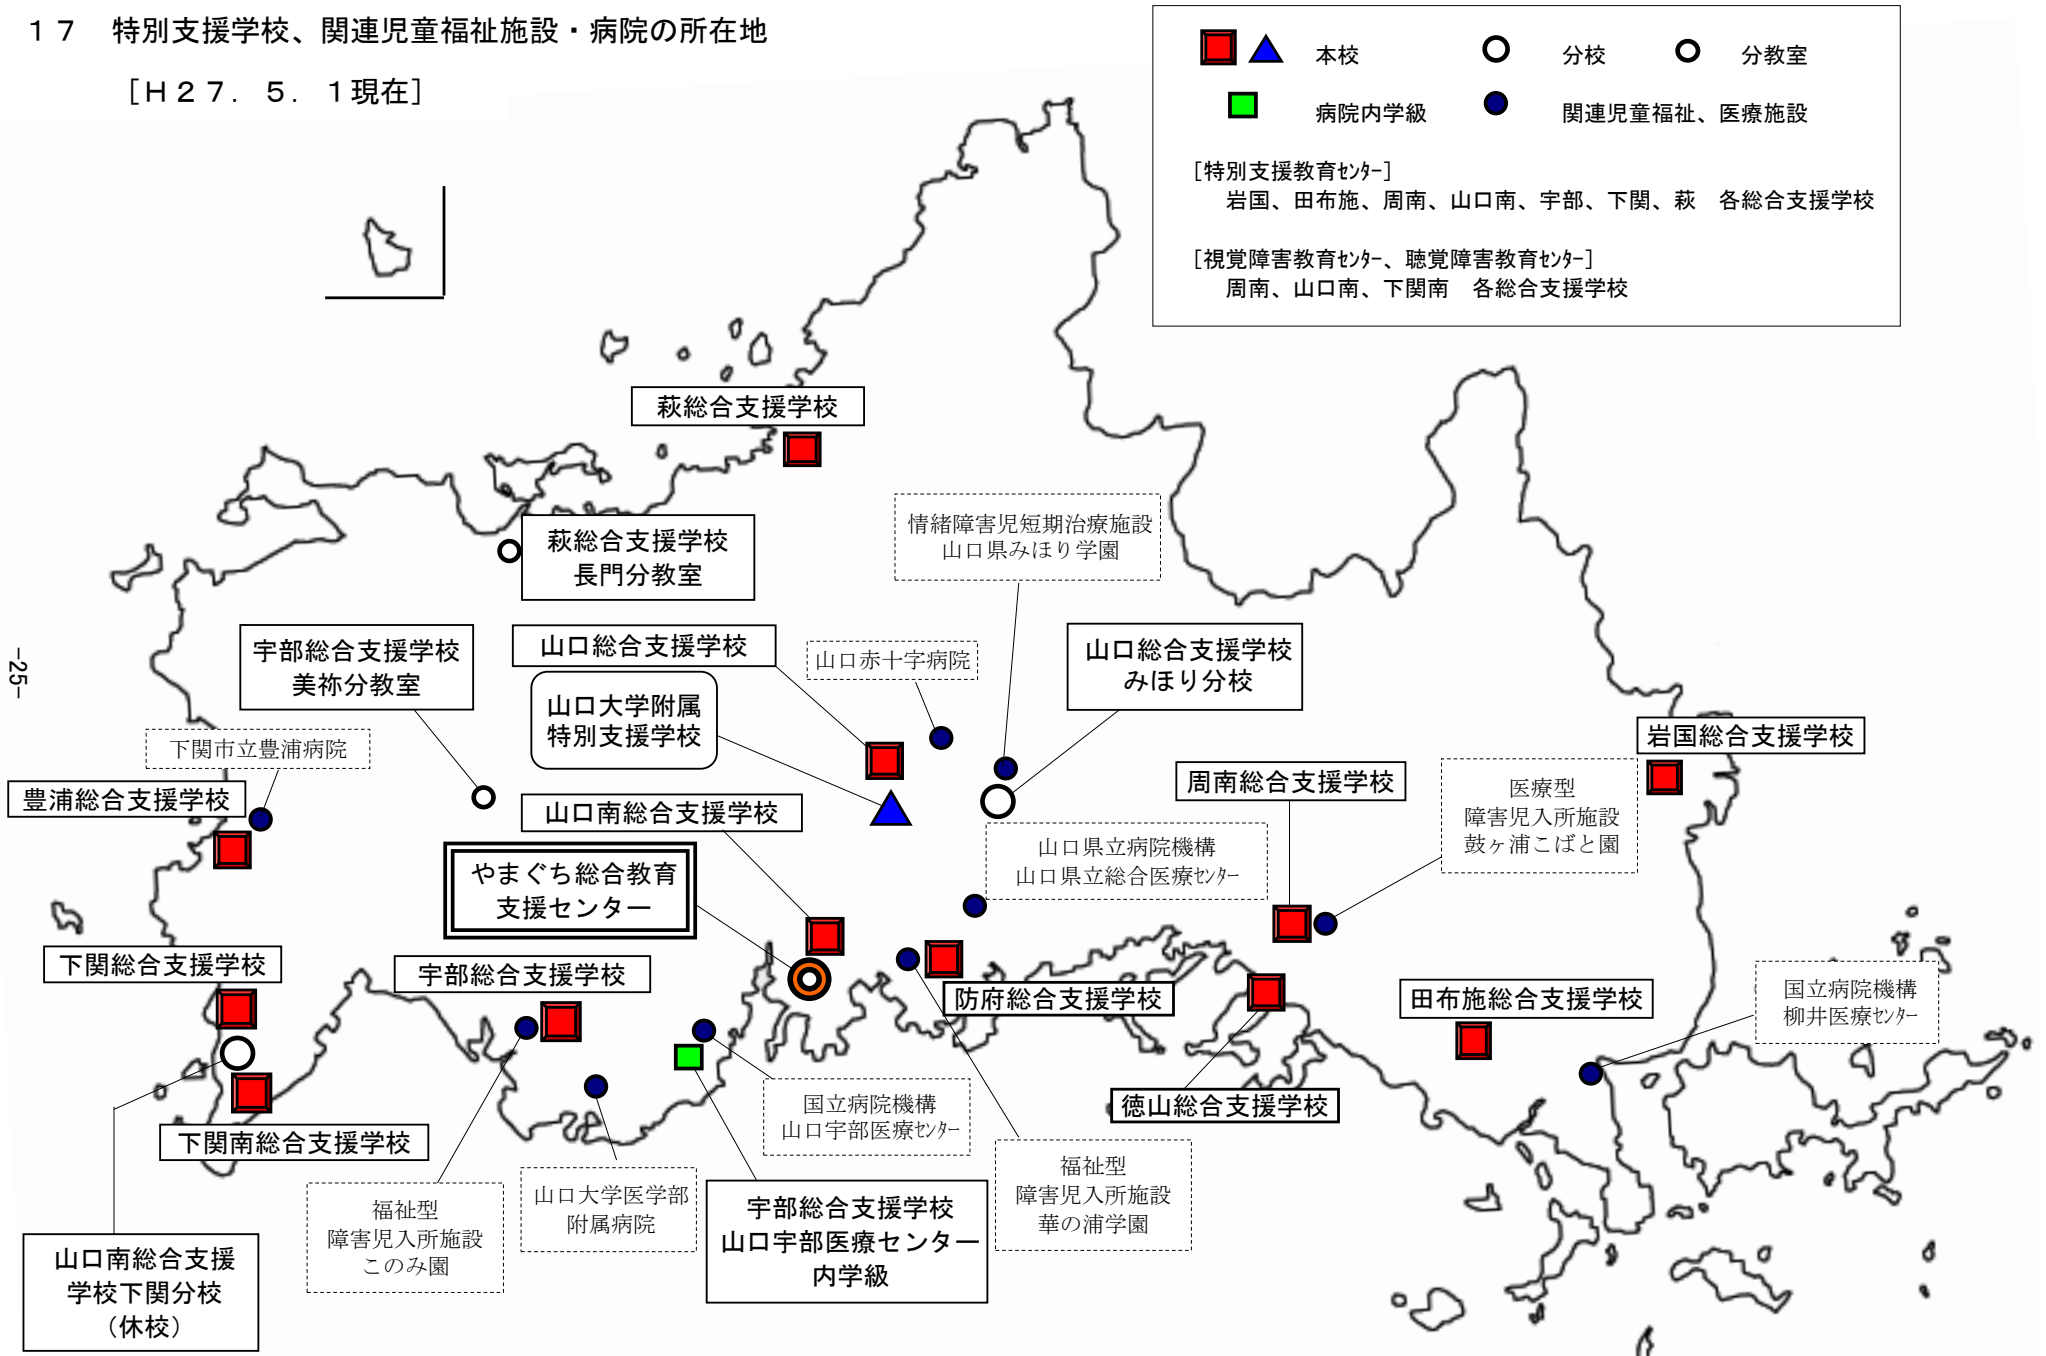 １７　特別支援学校、関連児童福祉施設・病院の所在地
［Ｈ２７．５．１現在］
本校
分校
分教室
病院内学級
関連児童福祉、医療施設
［特別支援教育ｾﾝﾀｰ］
岩国、田布施、周南、山口南、宇部、下関、萩　各総合支援学校
［視覚障害教育ｾﾝﾀｰ、聴覚障害教育ｾﾝﾀｰ］
周南、山口南、下関南　各総合支援学校
萩総合支援学校
萩総合支援学校
長門分教室
情緒障害児短期治療施設
山口県みほり学園
宇部総合支援学校
美祢分教室
山口総合支援学校
山口赤十字病院
山口総合支援学校
みほり分校
山口大学附属
特別支援学校
岩国総合支援学校
下関市立豊浦病院
豊浦総合支援学校
山口南総合支援学校
周南総合支援学校
医療型
障害児入所施設
鼓ヶ浦こばと園
やまぐち総合教育
支援センター
山口県立病院機構
山口県立総合医療ｾﾝﾀｰ
下関総合支援学校
宇部総合支援学校
防府総合支援学校
田布施総合支援学校
国立病院機構
柳井医療ｾﾝﾀｰ
徳山総合支援学校
下関南総合支援学校
国立病院機構
山口宇部医療ｾﾝﾀｰ
福祉型
障害児入所施設
華の浦学園
山口大学医学部
附属病院
福祉型
障害児入所施設
このみ園
宇部総合支援学校
山口宇部医療センター
内学級
山口南総合支援
学校下関分校
（休校）
-25-